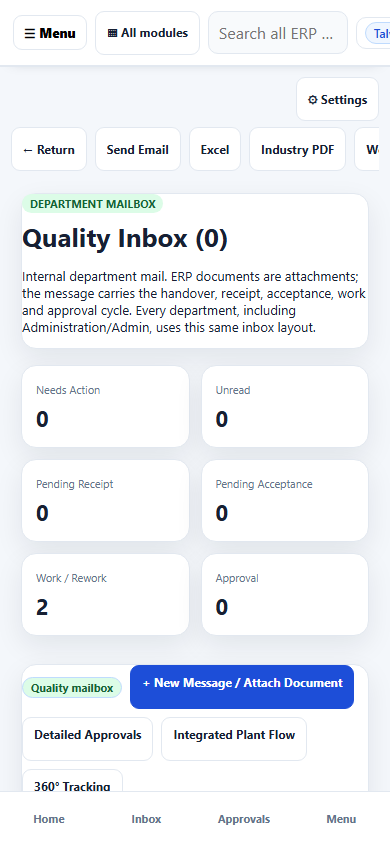 ☰ Menu
▦ All modules
Search all ERP ...
⚙ Settings
← Return
Send Email
Excel
Industry PDF
DEPARTMENT MAILBOX
Quality Inbox (0)
Internal department mail. ERP documents are attachments;
the message carries the handover, receipt, acceptance, work
and approval cycle. Every department, including
Administration/Admin, uses this same inbox layout.
Needs Action
Unread
0
0
Pending Receipt
Pending Acceptance
0
0
Work / Rework
Approval
2
0
Quality mailbox
+ New Message / Attach Document
Detailed Approvals
Integrated Plant Flow
360° Tracking
Home
Inbox
Approvals
Menu